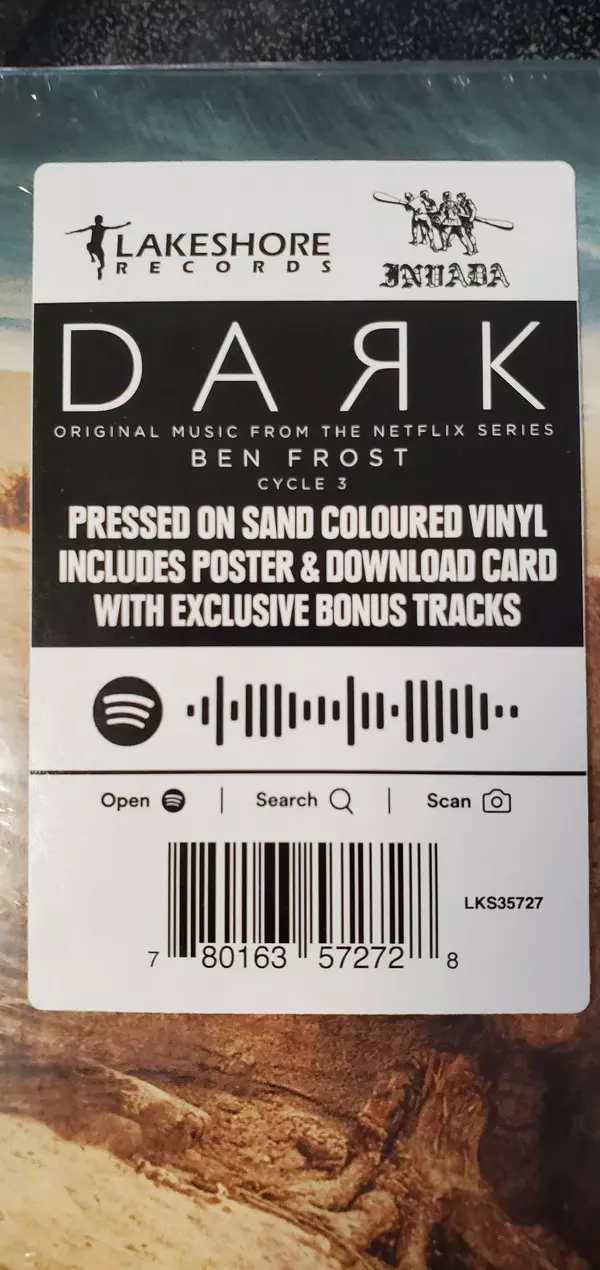 LAKESHORE
RECORDS
INVADA
DAЯK
ORIGINAL MUSIC FROM THE NETFLIX SERIES
BEN FROST
CYCLE 3
PRESSED ON SAND COLOURED VINYL
INCLUDES POSTER & DOWNLOAD CARD
WITH EXCLUSIVE BONUS TRACKS
Open | Search | Scan
LKS35727
7 80163 57272 8